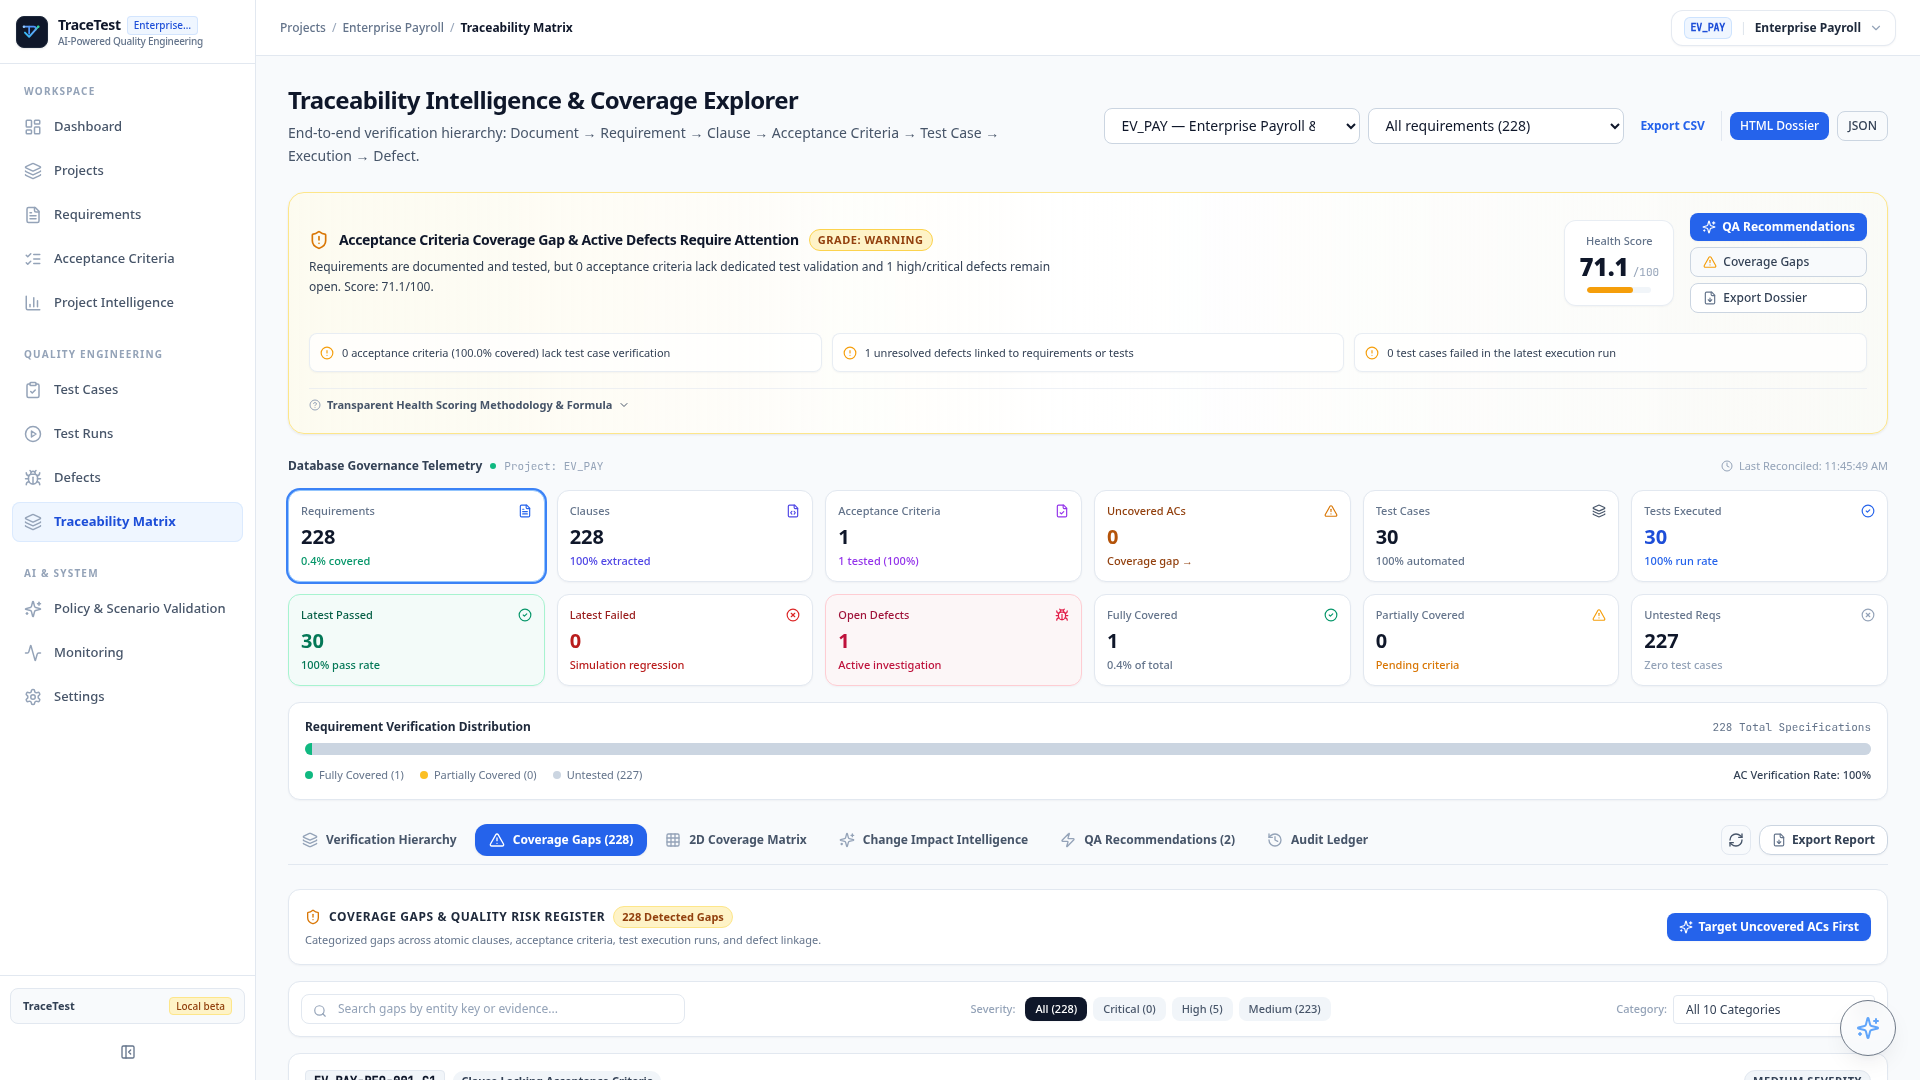 TraceTest Enterprise...
AI-Powered Quality Engineering
WORKSPACE
Dashboard
Projects
Requirements
Acceptance Criteria
Project Intelligence
QUALITY ENGINEERING
Test Cases
Test Runs
Defects
Traceability Matrix
AI & SYSTEM
Policy & Scenario Validation
Monitoring
Settings
TraceTest Local beta
Projects / Enterprise Payroll / Traceability Matrix
EV_PAY Enterprise Payroll
Traceability Intelligence & Coverage Explorer
End-to-end verification hierarchy: Document → Requirement → Clause → Acceptance Criteria → Test Case →
Execution → Defect.
EV_PAY — Enterprise Payroll &
All requirements (228)
Export CSV
HTML Dossier
JSON
Acceptance Criteria Coverage Gap & Active Defects Require Attention GRADE: WARNING
Requirements are documented and tested, but 0 acceptance criteria lack dedicated test validation and 1 high/critical defects remain
open. Score: 71.1/100.
Health Score
71.1 /100
QA Recommendations
Coverage Gaps
Export Dossier
0 acceptance criteria (100.0% covered) lack test case verification
1 unresolved defects linked to requirements or tests
0 test cases failed in the latest execution run
Transparent Health Scoring Methodology & Formula
Database Governance Telemetry Project: EV_PAY
Last Reconciled: 11:45:49 AM
Requirements
228
0.4% covered
Clauses
228
100% extracted
Acceptance Criteria
1
1 tested (100%)
Uncovered ACs
0
Coverage gap →
Test Cases
30
100% automated
Tests Executed
30
100% run rate
Latest Passed
30
100% pass rate
Latest Failed
0
Simulation regression
Open Defects
1
Active investigation
Fully Covered
1
0.4% of total
Partially Covered
0
Pending criteria
Untested Reqs
227
Zero test cases
Requirement Verification Distribution
228 Total Specifications
Fully Covered (1) Partially Covered (0) Untested (227)
AC Verification Rate: 100%
Verification Hierarchy
Coverage Gaps (228)
2D Coverage Matrix
Change Impact Intelligence
QA Recommendations (2)
Audit Ledger
Export Report
COVERAGE GAPS & QUALITY RISK REGISTER 228 Detected Gaps
Categorized gaps across atomic clauses, acceptance criteria, test execution runs, and defect linkage.
Target Uncovered ACs First
Search gaps by entity key or evidence...
Severity: All (228) Critical (0) High (5) Medium (223)
Category: All 10 Categories
EV_PAY-REQ-001-C1 Clause Lacking Acceptance Criteria
MEDIUM SEVERITY